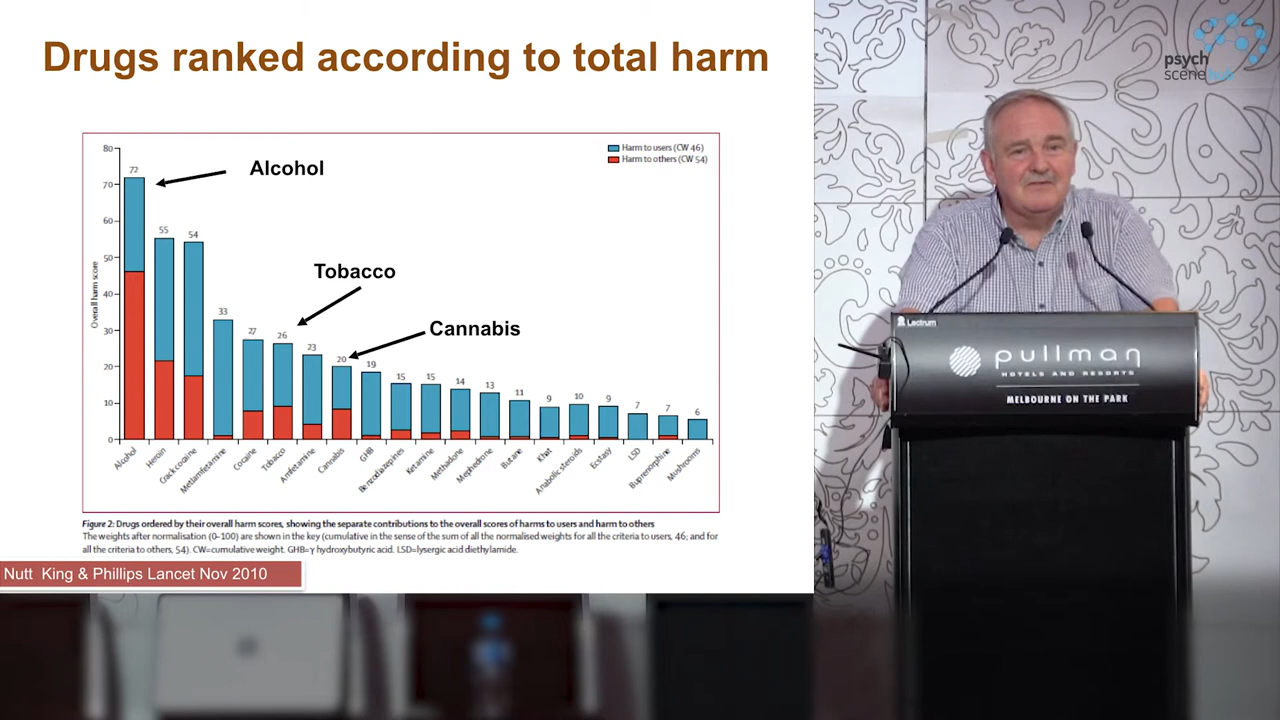 Drugs ranked according to total harm
psych
scene hub
80
70
60
50
40
30
20
10
0
Overall harm score
Harm to users (CW 46)
Harm to others (CW 54)
Alcohol
Tobacco
Cannabis
72
55
54
33
27
26
23
20
19
15
15
14
13
11
9
10
9
7
7
6
Alcohol
Heroin
Crack cocaine
Metamfetamine
Cocaine
Tobacco
Amfetamine
Cannabis
GHB
Benzodiazepines
Ketamine
Methadone
Mephedrone
Butane
Khat
Anabolic steroids
Ecstasy
LSD
Buprenorphine
Mushrooms
Figure 2: Drugs ordered by their overall harm scores, showing the separate contributions to the overall scores of harms to users and harm to others
The weights after normalisation (0–100) are shown in the key (cumulative in the sense of the sum of all the normalised weights for all the criteria to users, 46; and for
all the criteria to others, 54). CW=cumulative weight. GHB=γ hydroxybutyric acid. LSD=lysergic acid diethylamide.
Nutt King & Phillips Lancet Nov 2010
Lectrum
pullman
HOTELS AND RESORTS
MELBOURNE ON THE PARK